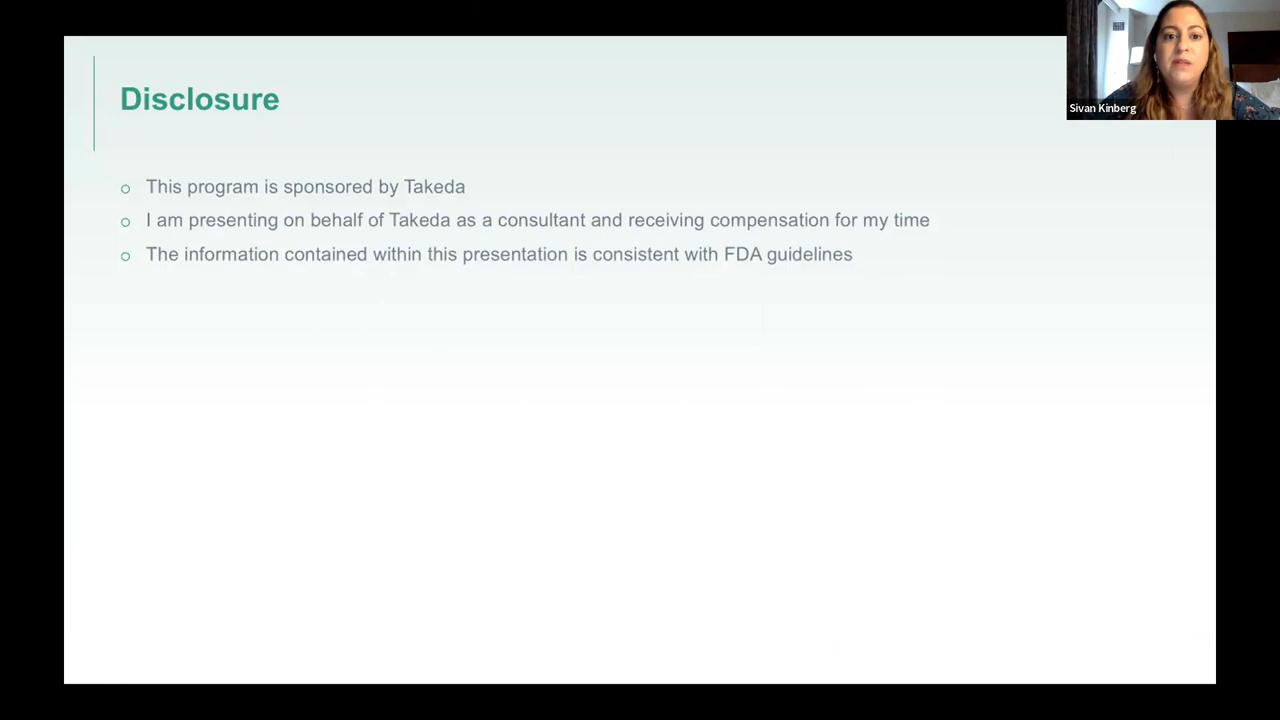 Disclosure
Sivan Kinberg
This program is sponsored by Takeda
I am presenting on behalf of Takeda as a consultant and receiving compensation for my time
The information contained within this presentation is consistent with FDA guidelines